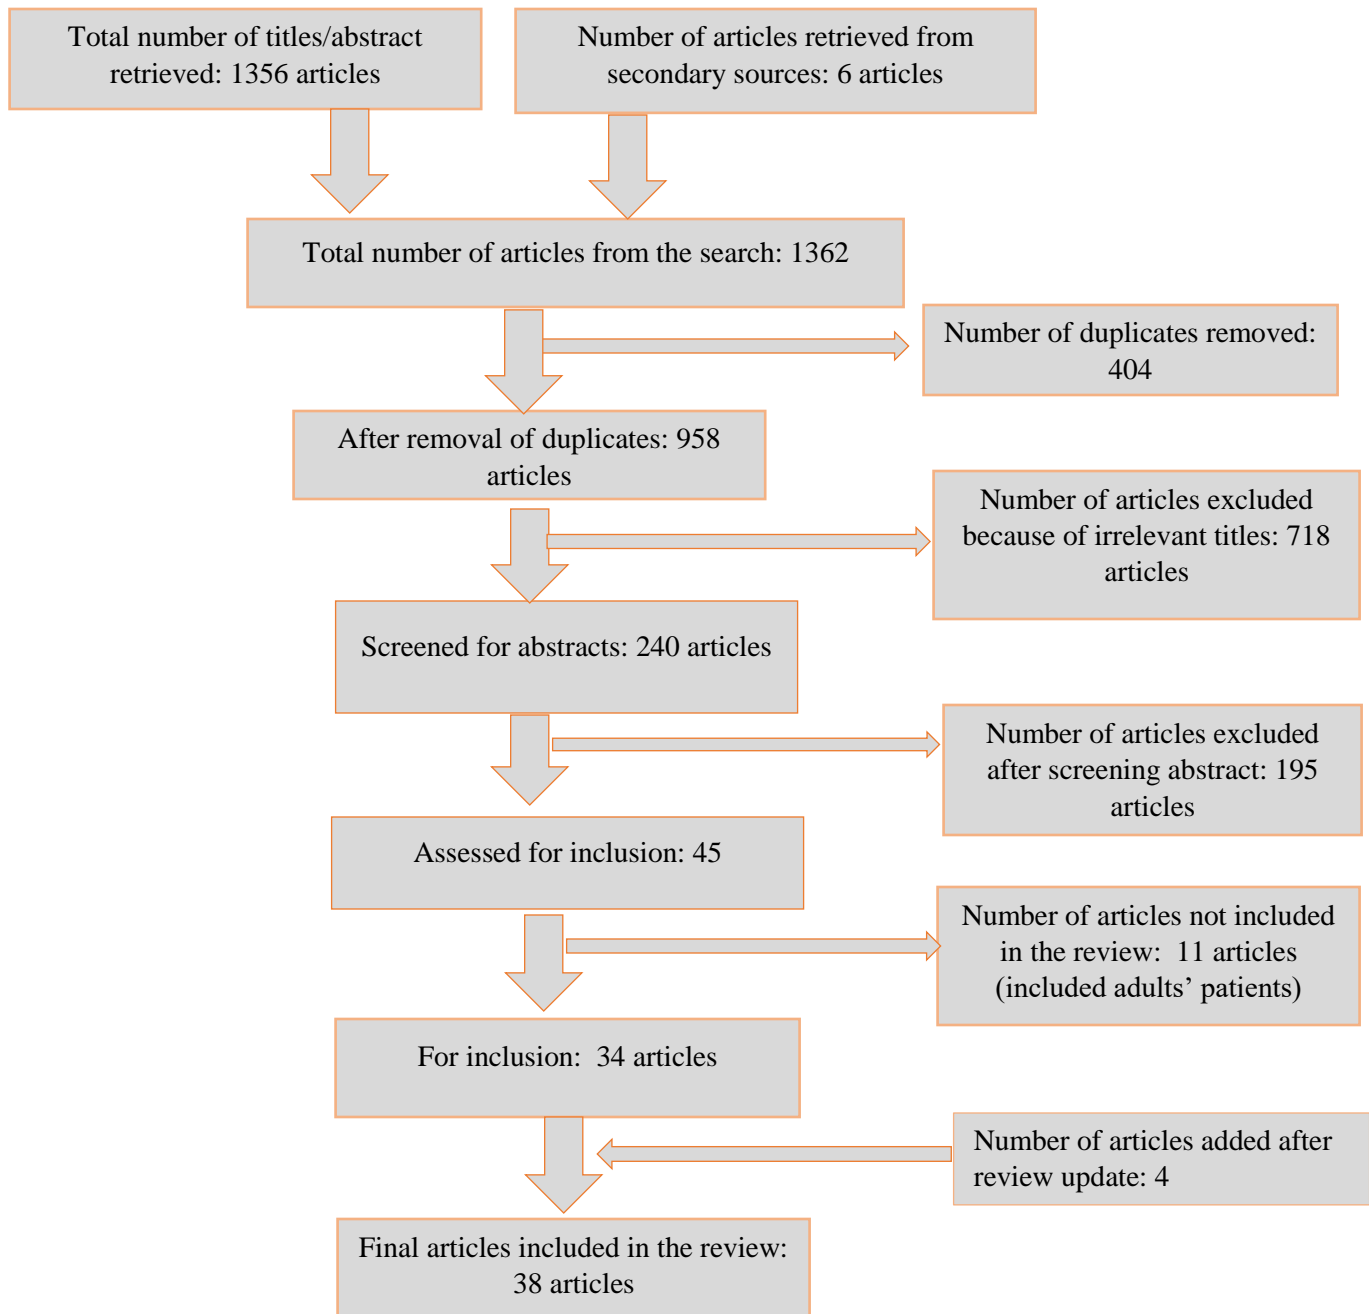 Total number of titles/abstract
retrieved: 1356 articles
Number of articles retrieved from
secondary sources: 6 articles
Total number of articles from the search: 1362
Number of duplicates removed:
404
After removal of duplicates: 958
articles
Number of articles excluded
because of irrelevant titles: 718
articles
Screened for abstracts: 240 articles
Number of articles excluded
after screening abstract: 195
articles
Assessed for inclusion: 45
Number of articles not included
in the review: 11 articles
(included adults’ patients)
For inclusion: 34 articles
Number of articles added after
review update: 4
Final articles included in the review:
38 articles